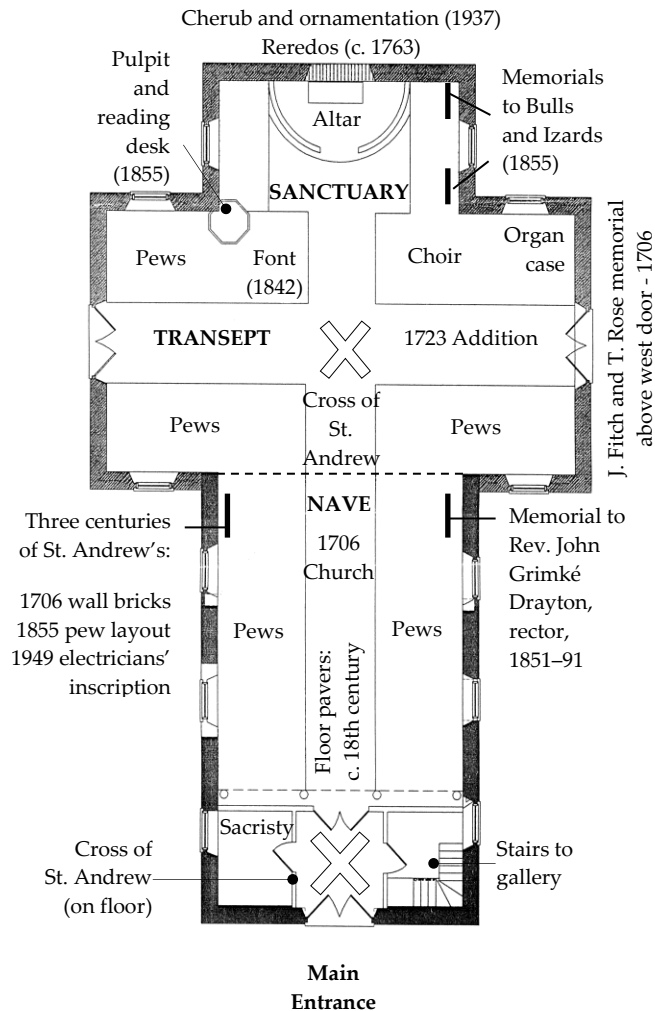 Cherub and ornamentation (1937)
Reredos (c. 1763)
Pulpit
and
reading
desk
(1855)
Altar
Memorials
to Bulls
and Izards
(1855)
SANCTUARY
Pews
Font
(1842)
Choir
Organ
case
J. Fitch and T. Rose memorial
above west door - 1706
TRANSEPT
1723 Addition
Pews
Cross of
St.
Andrew
Pews
NAVE
1706
Church
Three centuries
of St. Andrew's:
1706 wall bricks
1855 pew layout
1949 electricians’
inscription
Memorial to
Rev. John
Grimké
Drayton,
rector,
1851–91
Pews
Pews
Floor pavers:
c. 18th century
Sacristy
Cross of
St. Andrew
(on floor)
Stairs to
gallery
Main
Entrance